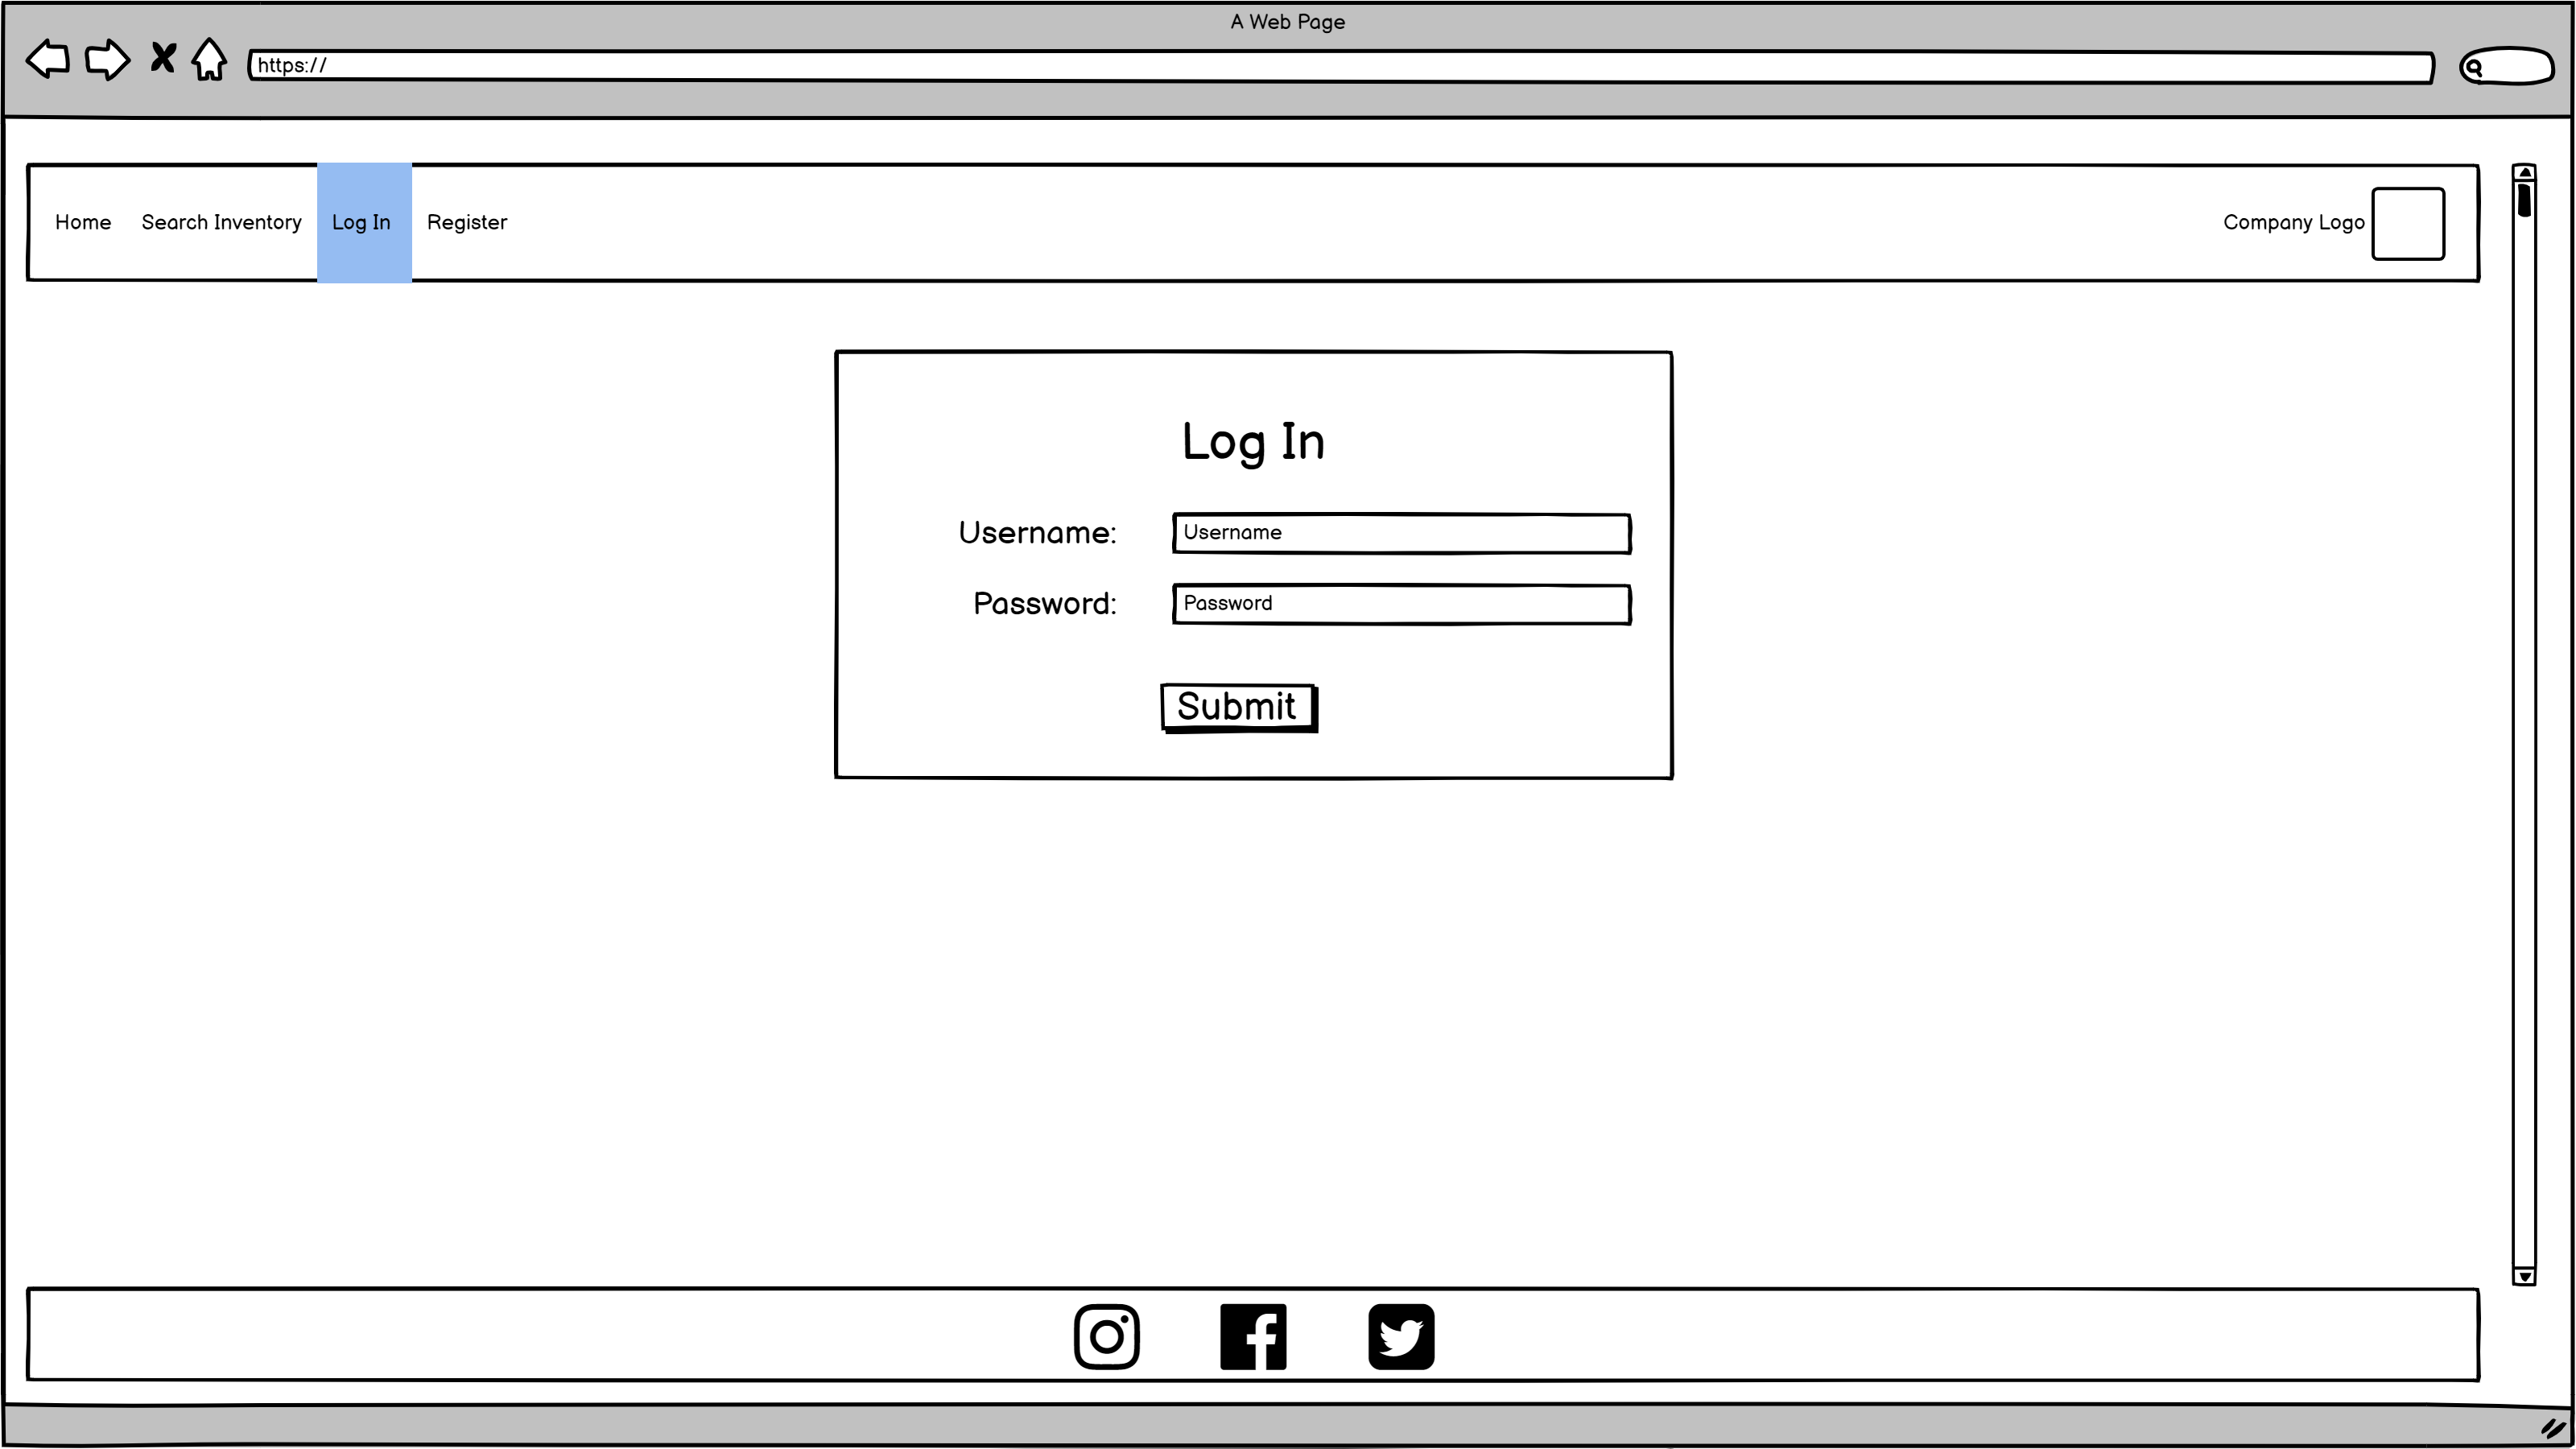 A Web Page
https://
Home Search Inventory Log In Register Company Logo
Log In
Username: Username
Password: Password
Submit